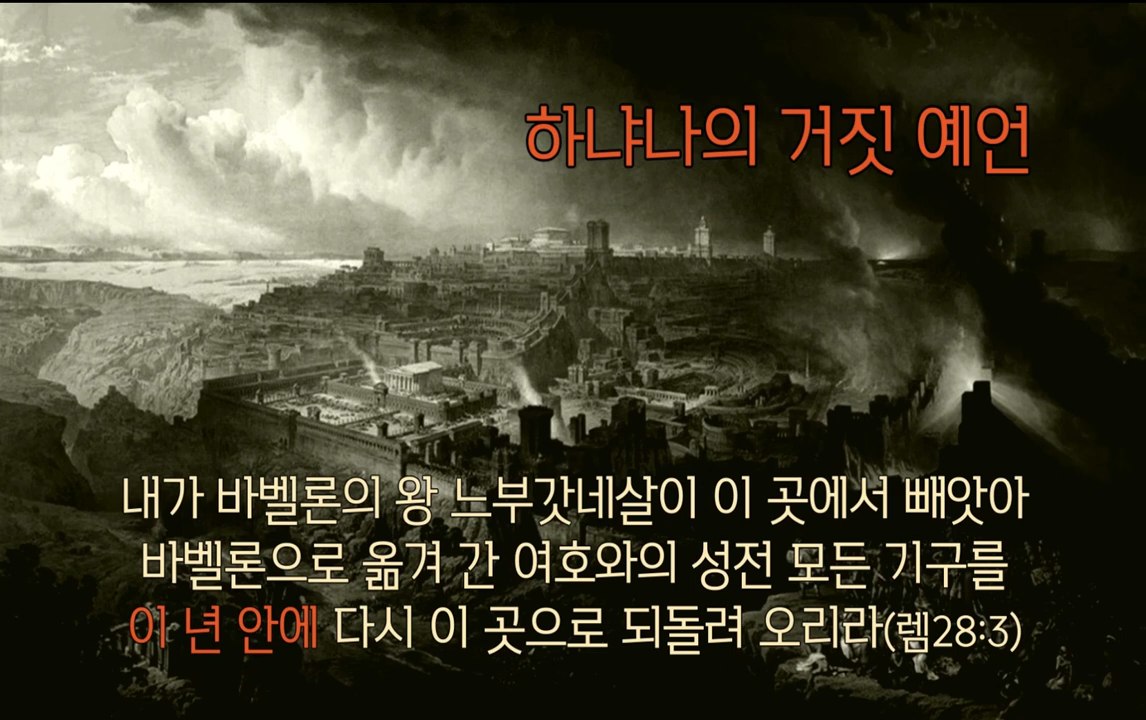 하냐나의 거짓 예언
내가 바벨론의 왕 느부갓네살이 이 곳에서 빼앗아
바벨론으로 옮겨 간 여호와의 성전 모든 기구를
이 년 안에 다시 이 곳으로 되돌려 오리라(렘28:3)